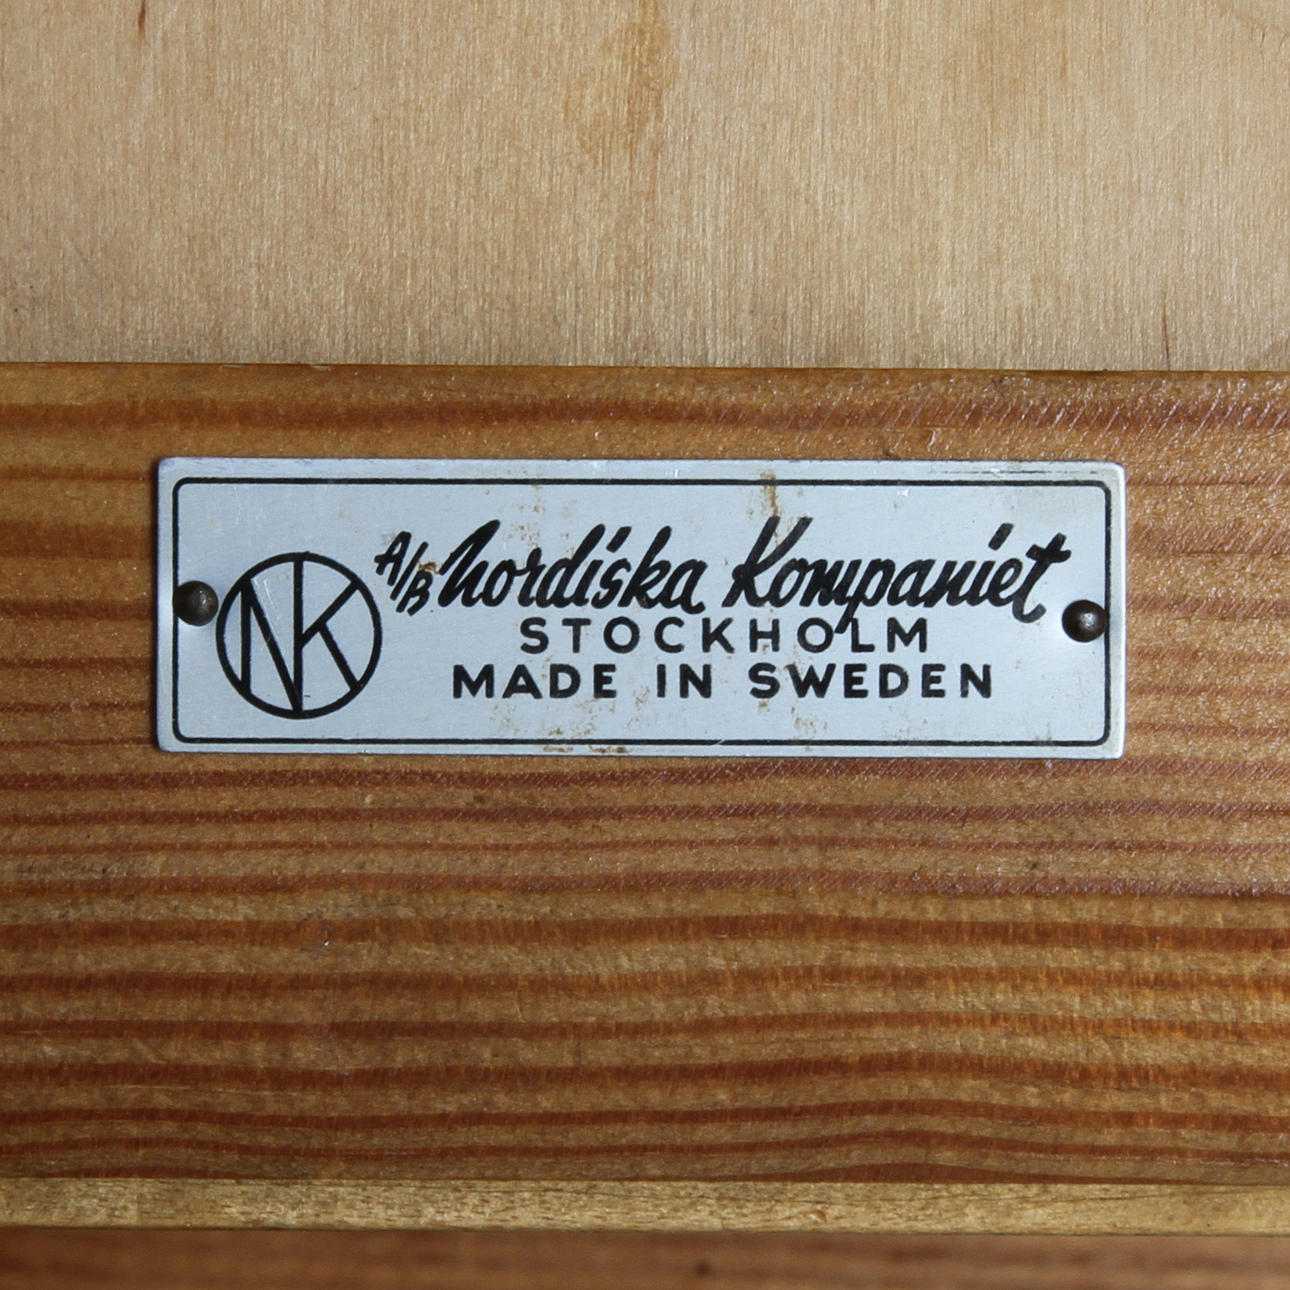 NK
A/B Nordiska Kompaniet
STOCKHOLM
MADE IN SWEDEN